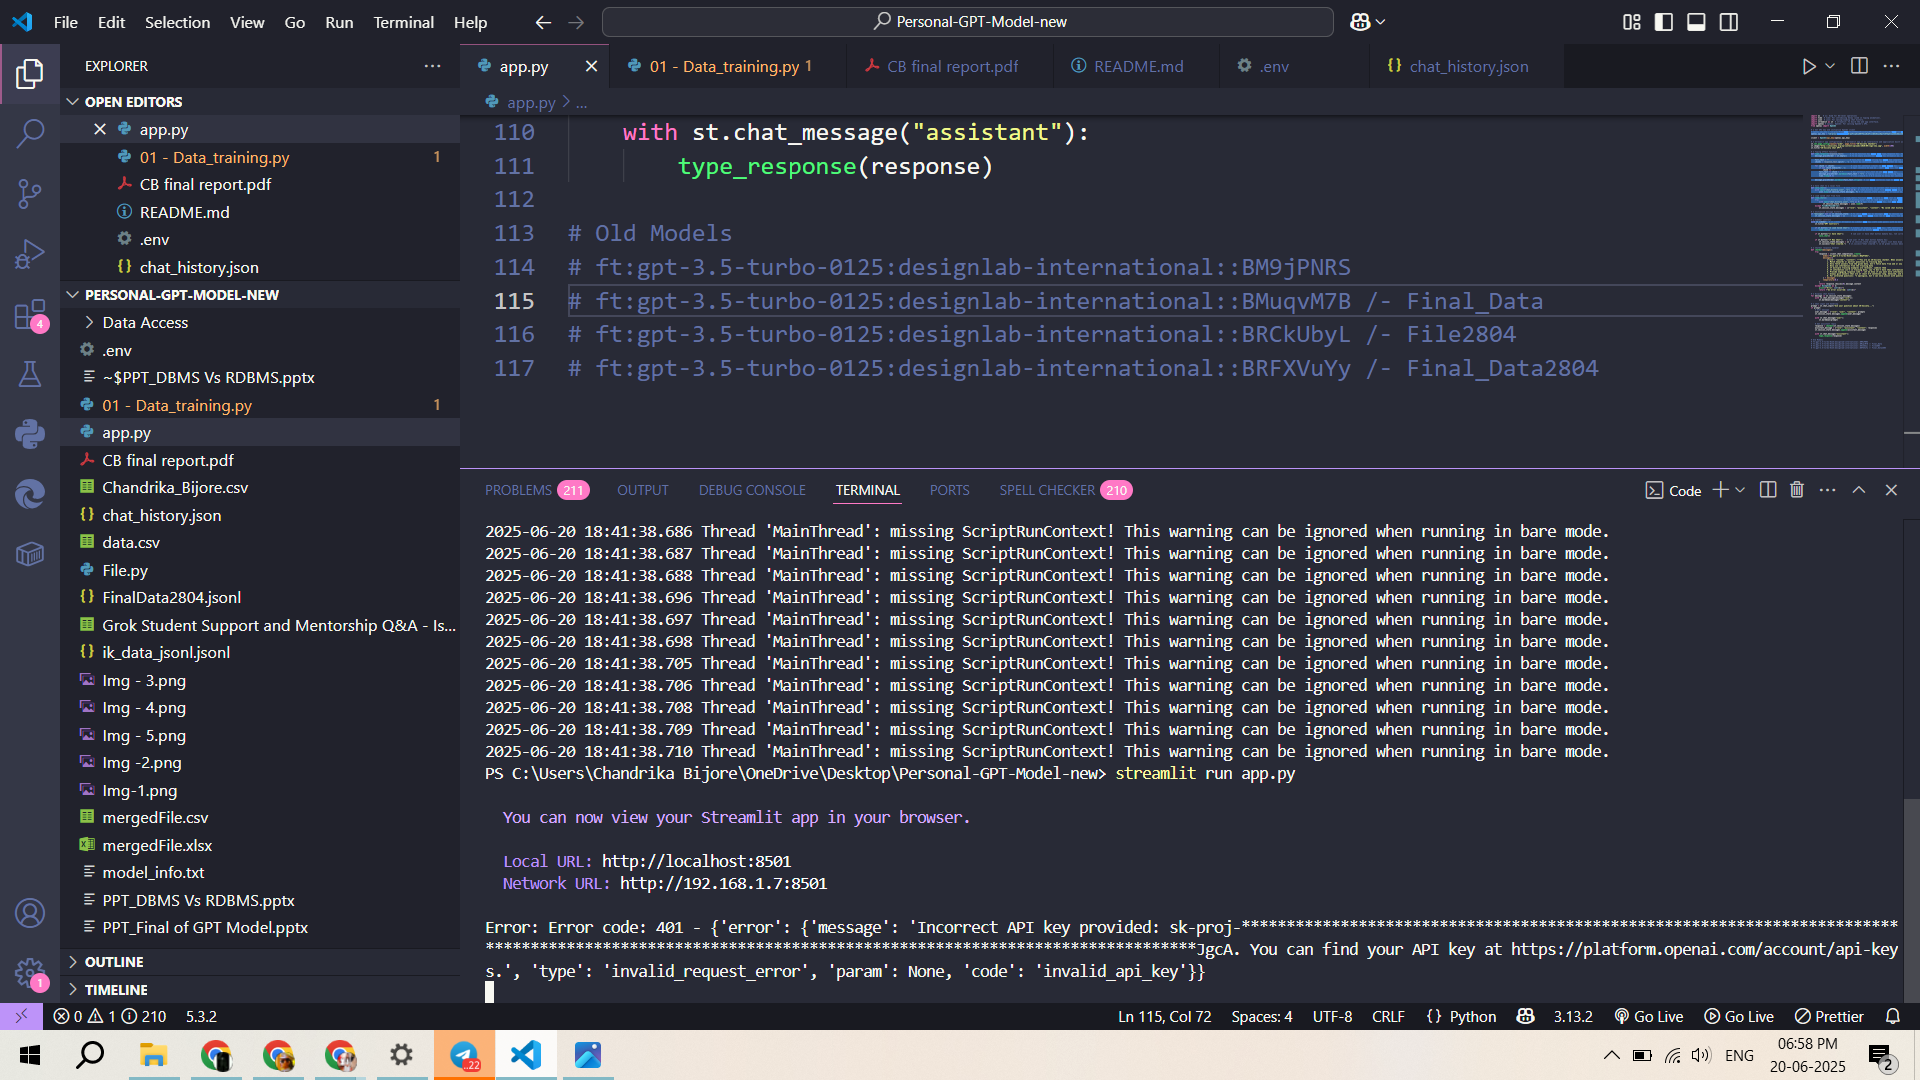 File Edit Selection View Go Run Terminal Help
Personal-GPT-Model-new
EXPLORER
OPEN EDITORS
app.py
01 - Data_training.py 1
CB final report.pdf
README.md
.env
chat_history.json
PERSONAL-GPT-MODEL-NEW
Data Access
.env
~$PPT_DBMS Vs RDBMS.pptx
01 - Data_training.py 1
app.py
CB final report.pdf
Chandrika_Bijore.csv
chat_history.json
data.csv
File.py
FinalData2804.jsonl
Grok Student Support and Mentorship Q&A - Is...
ik_data_jsonl.jsonl
Img - 3.png
Img - 4.png
Img - 5.png
Img -2.png
Img-1.png
mergedFile.csv
mergedFile.xlsx
model_info.txt
PPT_DBMS Vs RDBMS.pptx
PPT_Final of GPT Model.pptx
OUTLINE
TIMELINE
4
1
app.py 01 - Data_training.py 1 CB final report.pdf README.md .env chat_history.json
app.py > ...
110 with st.chat_message("assistant"):
111 type_response(response)
112
113 # Old Models
114 # ft:gpt-3.5-turbo-0125:designlab-international::BM9jPNRS
115 # ft:gpt-3.5-turbo-0125:designlab-international::BMuqvM7B /- Final_Data
116 # ft:gpt-3.5-turbo-0125:designlab-international::BRCkUbyL /- File2804
117 # ft:gpt-3.5-turbo-0125:designlab-international::BRFXVuYy /- Final_Data2804
PROBLEMS 211 OUTPUT DEBUG CONSOLE TERMINAL PORTS SPELL CHECKER 210 Code
2025-06-20 18:41:38.686 Thread 'MainThread': missing ScriptRunContext! This warning can be ignored when running in bare mode.
2025-06-20 18:41:38.687 Thread 'MainThread': missing ScriptRunContext! This warning can be ignored when running in bare mode.
2025-06-20 18:41:38.688 Thread 'MainThread': missing ScriptRunContext! This warning can be ignored when running in bare mode.
2025-06-20 18:41:38.696 Thread 'MainThread': missing ScriptRunContext! This warning can be ignored when running in bare mode.
2025-06-20 18:41:38.697 Thread 'MainThread': missing ScriptRunContext! This warning can be ignored when running in bare mode.
2025-06-20 18:41:38.698 Thread 'MainThread': missing ScriptRunContext! This warning can be ignored when running in bare mode.
2025-06-20 18:41:38.705 Thread 'MainThread': missing ScriptRunContext! This warning can be ignored when running in bare mode.
2025-06-20 18:41:38.706 Thread 'MainThread': missing ScriptRunContext! This warning can be ignored when running in bare mode.
2025-06-20 18:41:38.708 Thread 'MainThread': missing ScriptRunContext! This warning can be ignored when running in bare mode.
2025-06-20 18:41:38.709 Thread 'MainThread': missing ScriptRunContext! This warning can be ignored when running in bare mode.
2025-06-20 18:41:38.710 Thread 'MainThread': missing ScriptRunContext! This warning can be ignored when running in bare mode.
PS C:\Users\Chandrika Bijore\OneDrive\Desktop\Personal-GPT-Model-new> streamlit run app.py
You can now view your Streamlit app in your browser.
Local URL: http://localhost:8501
Network URL: http://192.168.1.7:8501
Error: Error code: 401 - {'error': {'message': 'Incorrect API key provided: sk-proj-*************************************************************************
*******************************************************************************JgcA. You can find your API key at https://platform.openai.com/account/api-key
s.', 'type': 'invalid_request_error', 'param': None, 'code': 'invalid_api_key'}}
0 1 210 5.3.2 Ln 115, Col 72 Spaces: 4 UTF-8 CRLF {} Python 3.13.2 Go Live Go Live Prettier
..22
ENG
06:58 PM
20-06-2025
2